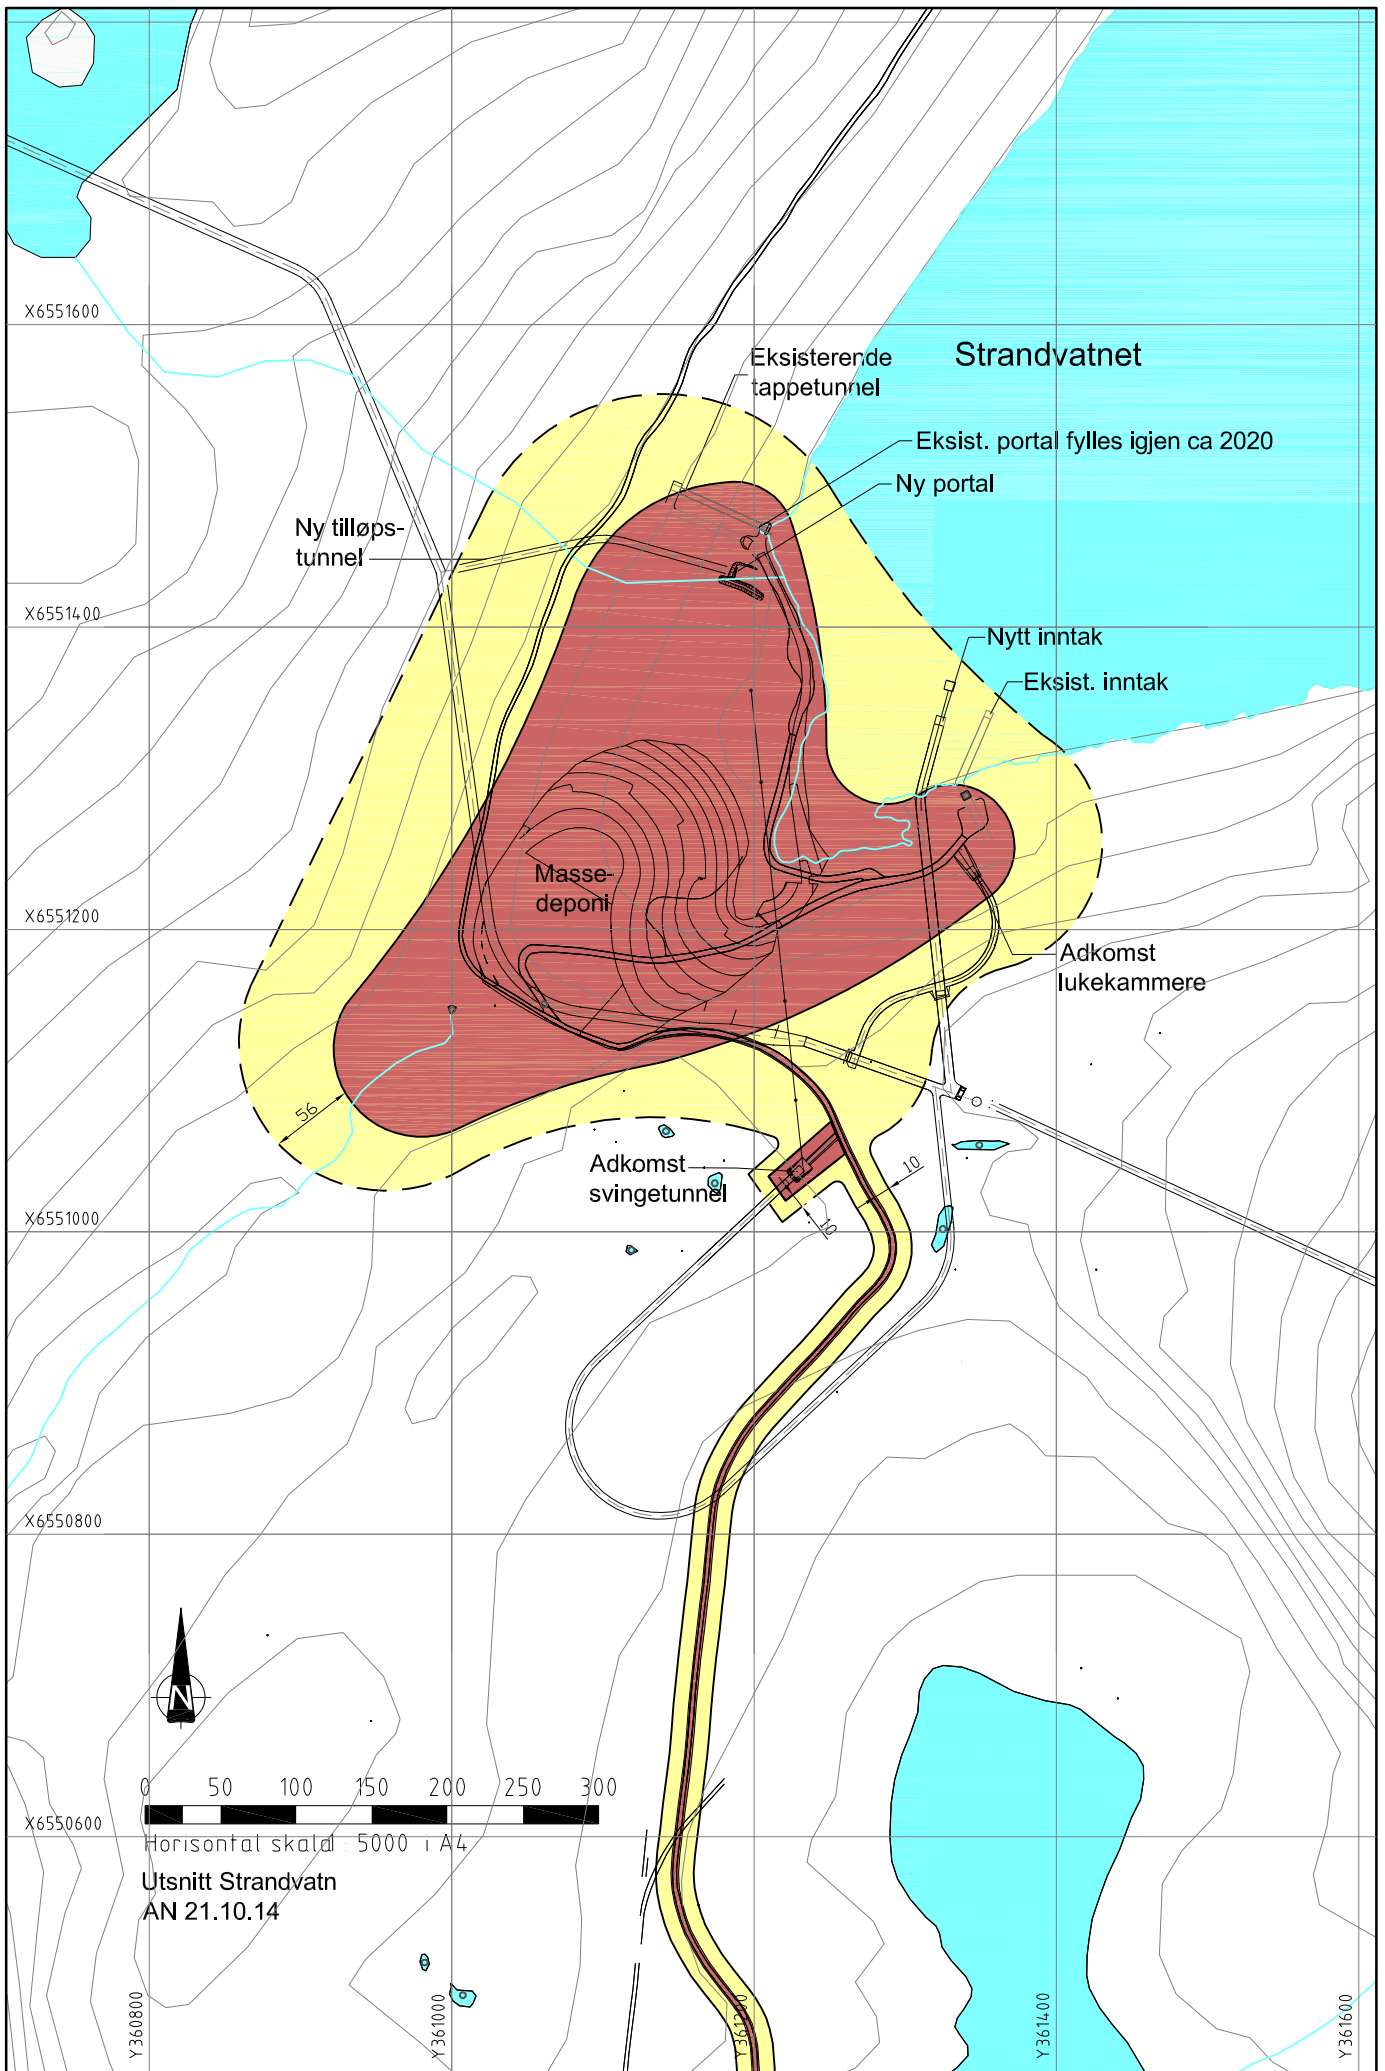 X6551600
Eksisterende
tappetunnel
Strandvatnet
Eksist. portal fylles igjen ca 2020
Ny portal
Ny tilløps-
tunnel
X6551400
Nytt inntak
Eksist. inntak
Masse-
deponi
X6551200
Adkomst
lukekammere
56
Adkomst
svingetunnel
10
10
X6551000
X6550800
N
0 50 100 150 200 250 300
X6550600
Horisontal skala : 5000 i A4
Utsnitt Strandvatn
AN 21.10.14
Y360800
Y361000
Y361200
Y361400
Y361600